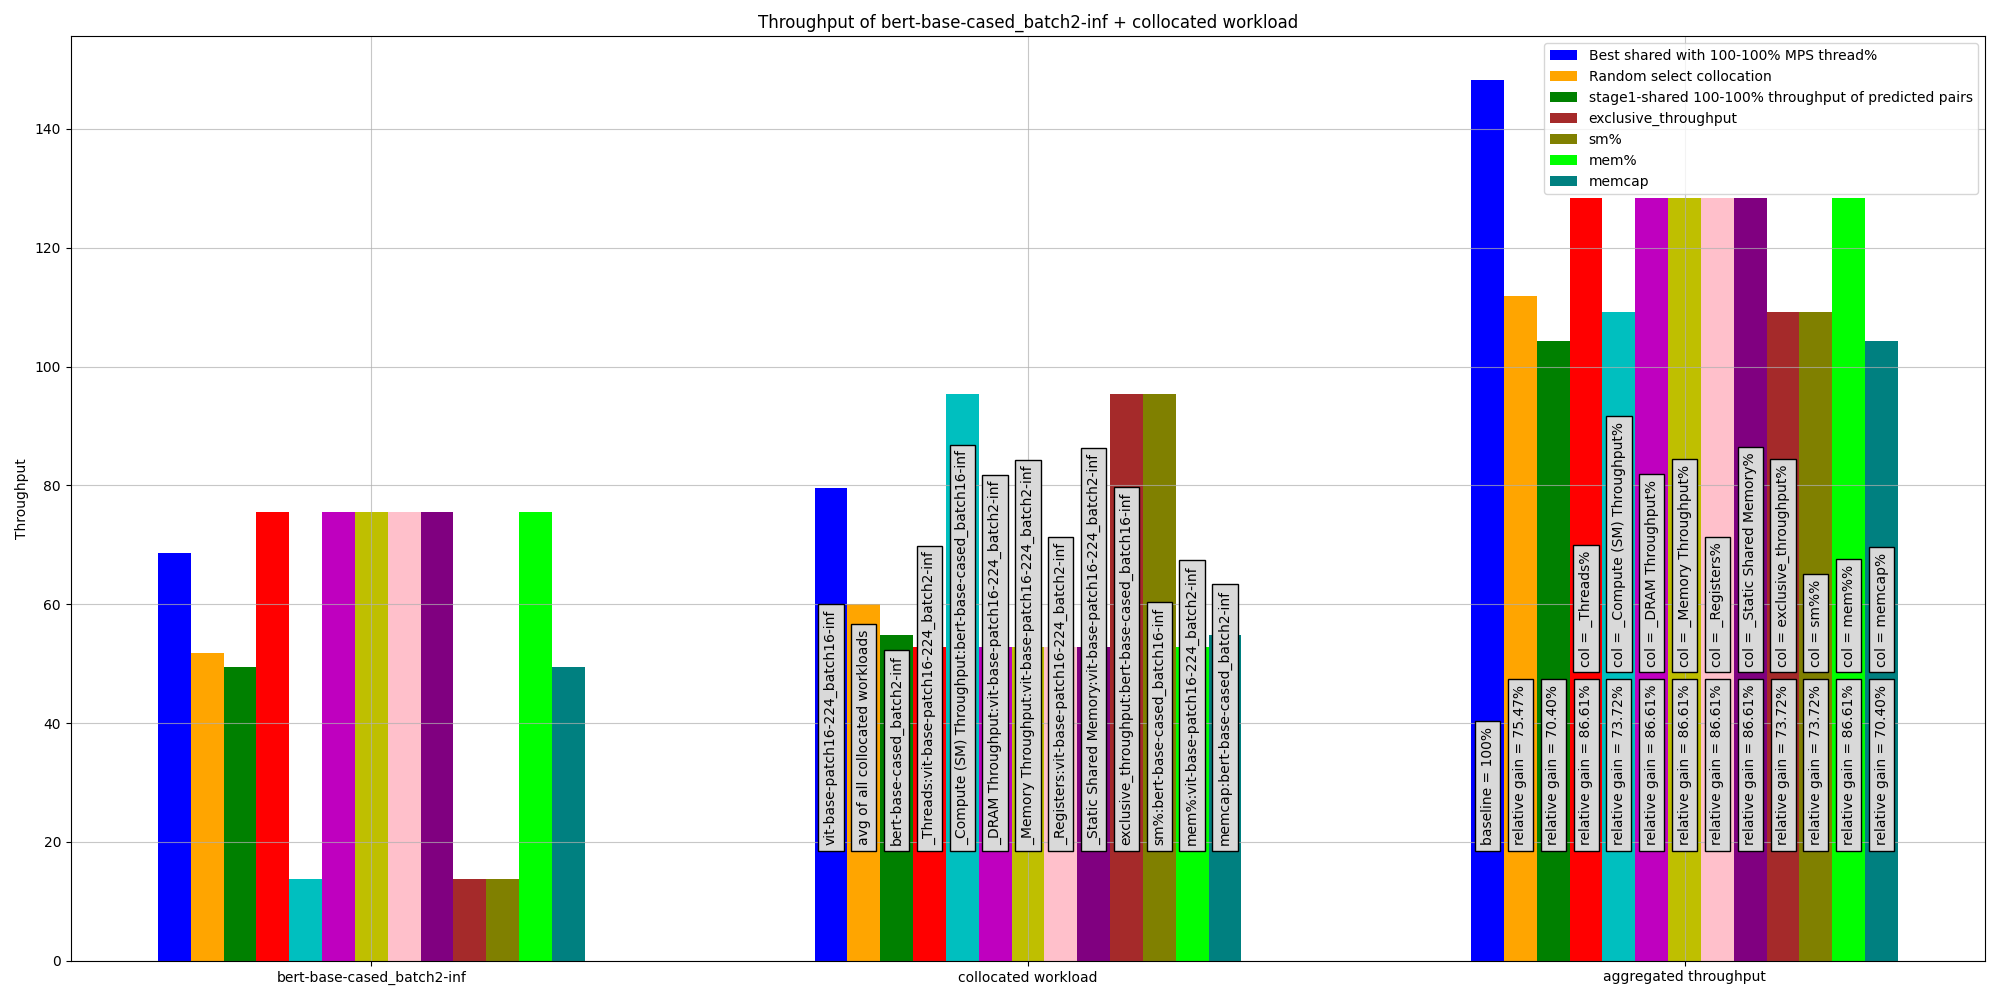 Throughput of bert-base-cased_batch2-inf + collocated workload
Best shared with 100-100% MPS thread%
Random select collocation
stage1-shared 100-100% throughput of predicted pairs
exclusive_throughput
sm%
mem%
memcap
Throughput
140
120
100
80
60
40
20
0
vit-base-patch16-224_batch16-inf
avg of all collocated workloads
bert-base-cased_batch2-inf
_Threads:vit-base-patch16-224_batch2-inf
_Compute (SM) Throughput:bert-base-cased_batch16-inf
_DRAM Throughput:vit-base-patch16-224_batch2-inf
_Memory Throughput:vit-base-patch16-224_batch2-inf
_Registers:vit-base-patch16-224_batch2-inf
_Static Shared Memory:vit-base-patch16-224_batch2-inf
exclusive_throughput:bert-base-cased_batch16-inf
sm%:bert-base-cased_batch16-inf
mem%:vit-base-patch16-224_batch2-inf
memcap:bert-base-cased_batch2-inf
col = _Threads%
col = _Compute (SM) Throughput%
col = _DRAM Throughput%
col = _Memory Throughput%
col = _Registers%
col = _Static Shared Memory%
col = exclusive_throughput%
col = sm%%
col = mem%%
col = memcap%
baseline = 100%
relative gain = 75.47%
relative gain = 70.40%
relative gain = 86.61%
relative gain = 73.72%
relative gain = 86.61%
relative gain = 86.61%
relative gain = 86.61%
relative gain = 86.61%
relative gain = 73.72%
relative gain = 73.72%
relative gain = 86.61%
relative gain = 70.40%
bert-base-cased_batch2-inf
collocated workload
aggregated throughput